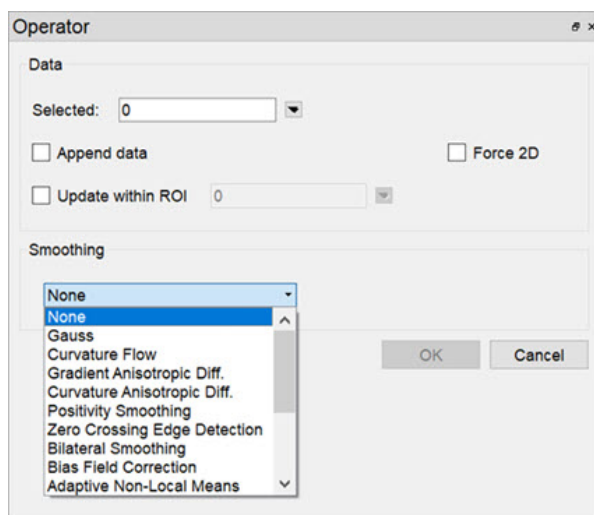 Operator
Data
Selected: 0
Append data Force 2D
Update within ROI 0
Smoothing
None
None
Gauss
Curvature Flow
OK Cancel
Gradient Anisotropic Diff.
Curvature Anisotropic Diff.
Positivity Smoothing
Zero Crossing Edge Detection
Bilateral Smoothing
Bias Field Correction
Adaptive Non-Local Means